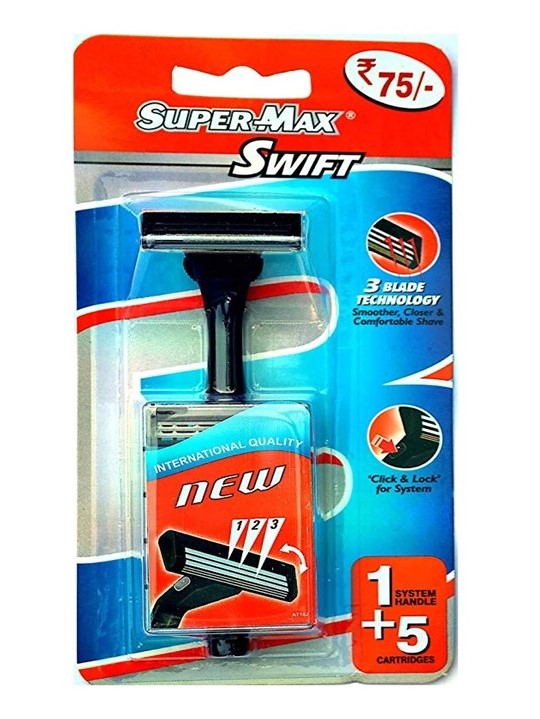 ₹75/-
SUPER-MAX®
SWIFT
3 BLADE
TECHNOLOGY
Smoother, Closer &
Comfortable Shave
INTERNATIONAL QUALITY
NEW
1 2 3
"Click & Lock"
for System
1 SYSTEM
HANDLE
+5
CARTRIDGES